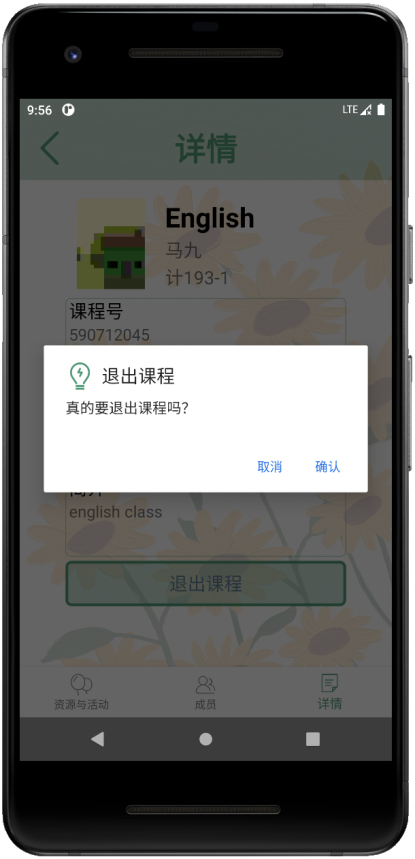 9:56
LTE
详情
English
马九
计193-1
课程号
590712045
退出课程
真的要退出课程吗?
取消
确认
english class
退出课程
资源与活动
成员
详情